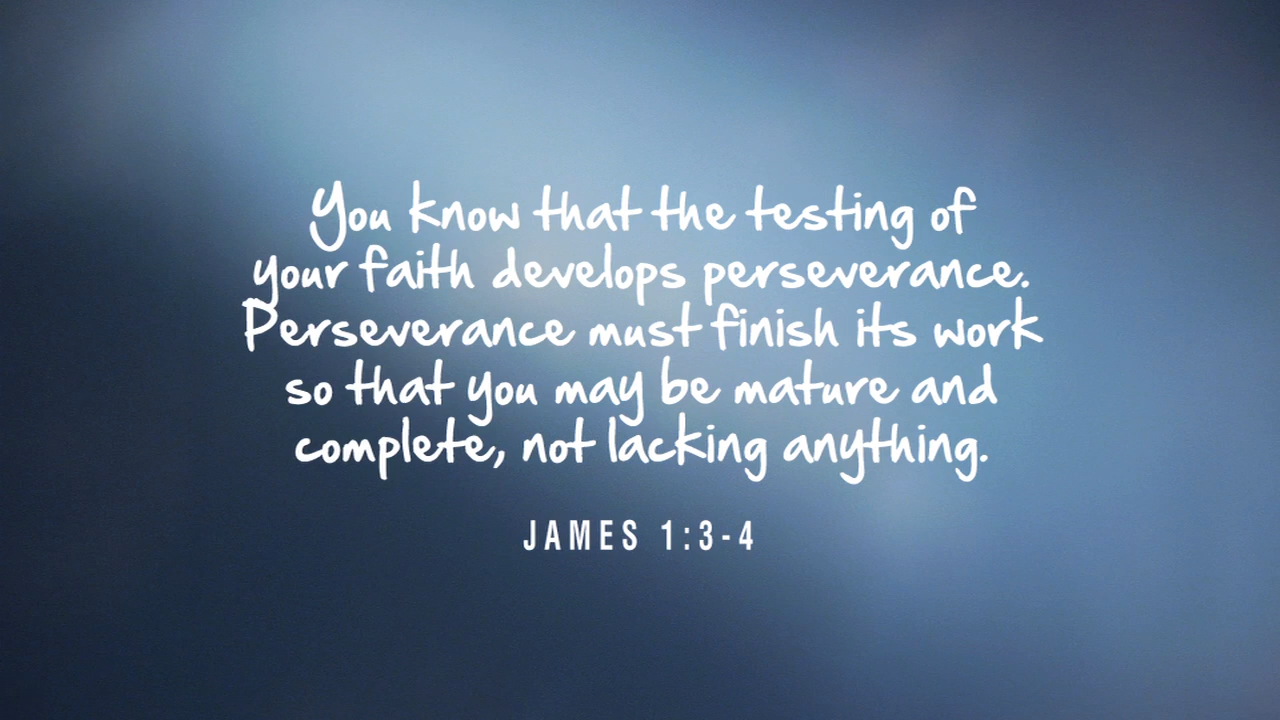 You know that the testing of
your faith develops perseverance.
Perseverance must finish its work
so that you may be mature and
complete, not lacking anything.
JAMES 1:3-4